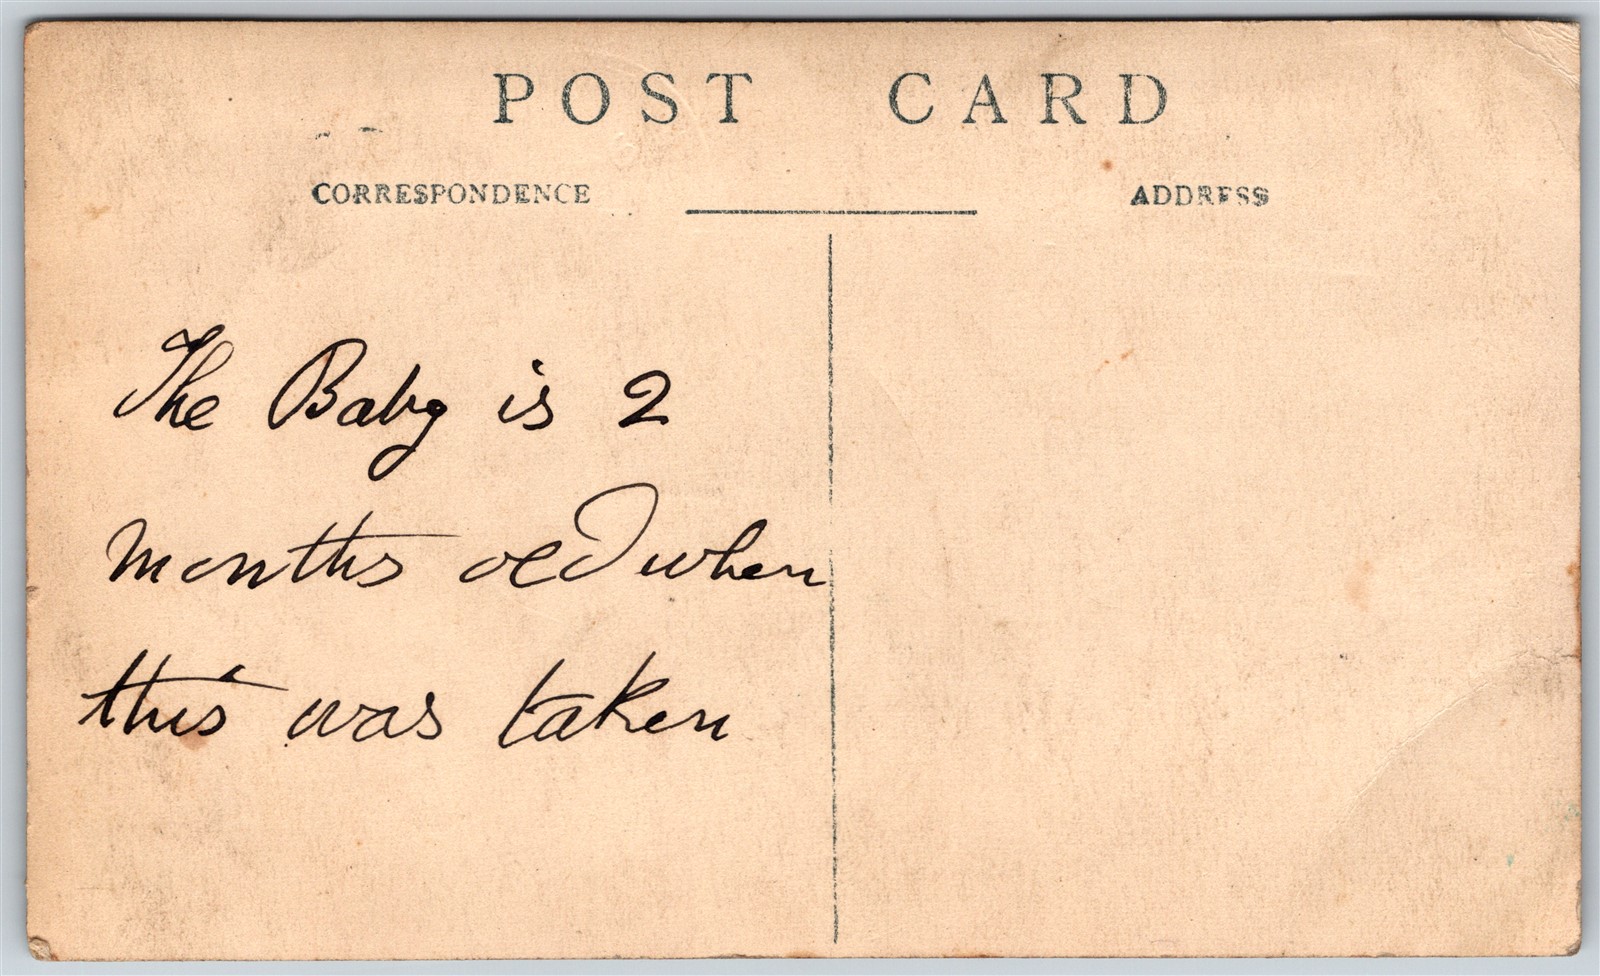 POST CARD
CORRESPONDENCE
ADDRESS
The Baby is 2
months old when
this was taken